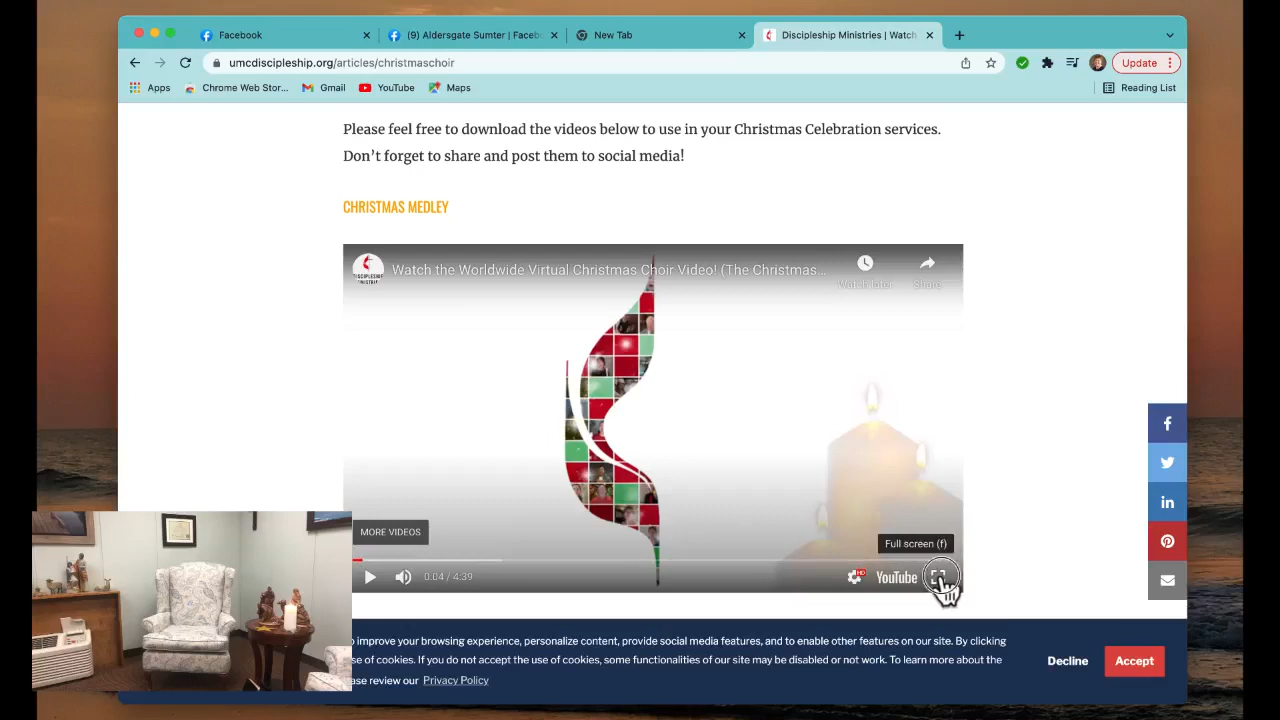 Facebook
(9) Aldersgate Sumter | Facebo
New Tab
Discipleship Ministries | Watch
umcdiscipleship.org/articles/christmaschoir
Update
Apps
Chrome Web Stor...
Gmail
YouTube
Maps
Reading List
Please feel free to download the videos below to use in your Christmas Celebration services.
Don’t forget to share and post them to social media!
CHRISTMAS MEDLEY
Watch the Worldwide Virtual Christmas Choir Video! (The Christmas...
Watch later
Share
MORE VIDEOS
Full screen (f)
0:04 / 4:39
HD
YouTube
o improve your browsing experience, personalize content, provide social media features, and to enable other features on our site. By clicking
se of cookies. If you do not accept the use of cookies, some functionalities of our site may be disabled or not work. To learn more about the
ase review our Privacy Policy
Decline
Accept